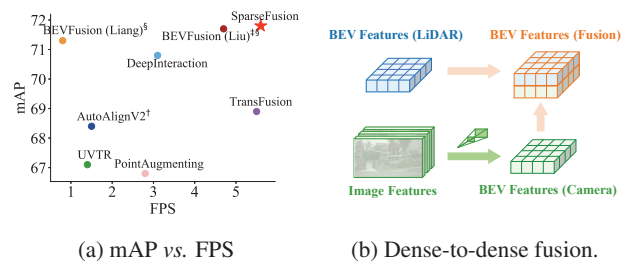 72
71
70
69
68
67
mAP
1
2
3
4
5
FPS
SparseFusion
BEVFusion (Liang)§
BEVFusion (Liu)‡§
DeepInteraction
TransFusion
AutoAlignV2†
UVTR
PointAugmenting
(a) mAP vs. FPS
BEV Features (LiDAR)
BEV Features (Fusion)
Image Features
BEV Features (Camera)
(b) Dense-to-dense fusion.